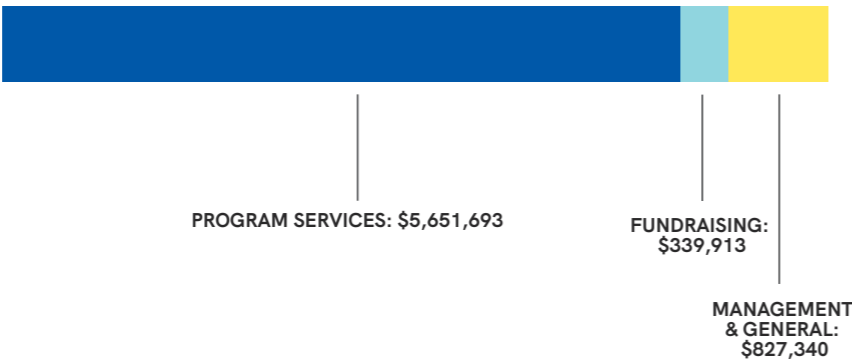 PROGRAM SERVICES: $5,651,693
FUNDRAISING:
$339,913
MANAGEMENT
& GENERAL:
$827,340